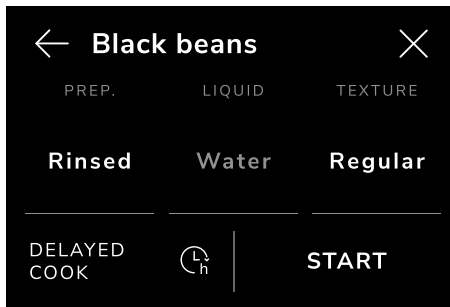 Black beans
PREP. LIQUID TEXTURE
Rinsed Water Regular
DELAYED
COOK
h
START